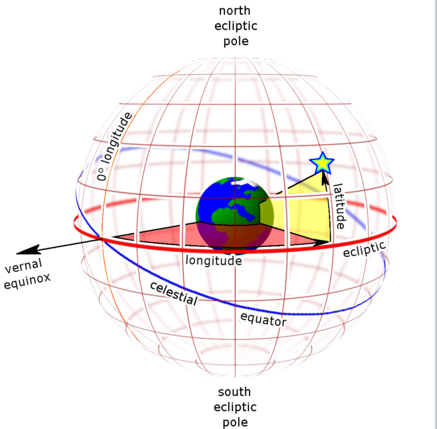 north
ecliptic
pole
0° longitude
latitude
ecliptic
longitude
vernal
equinox
celestial
equator
south
ecliptic
pole